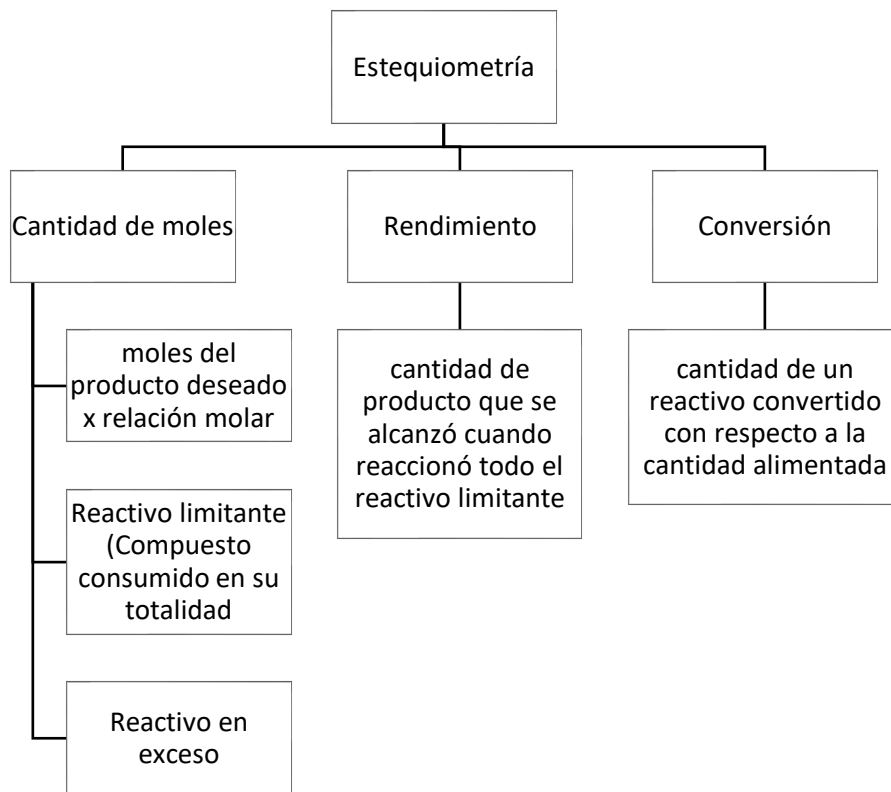 Estequiometría
Cantidad de moles
Rendimiento
Conversión
moles del
producto deseado
x relación molar
Reactivo limitante
(Compuesto
consumido en su
totalidad
Reactivo en
exceso
cantidad de
producto que se
alcanzó cuando
reaccionó todo el
reactivo limitante
cantidad de un
reactivo convertido
con respecto a la
cantidad alimentada